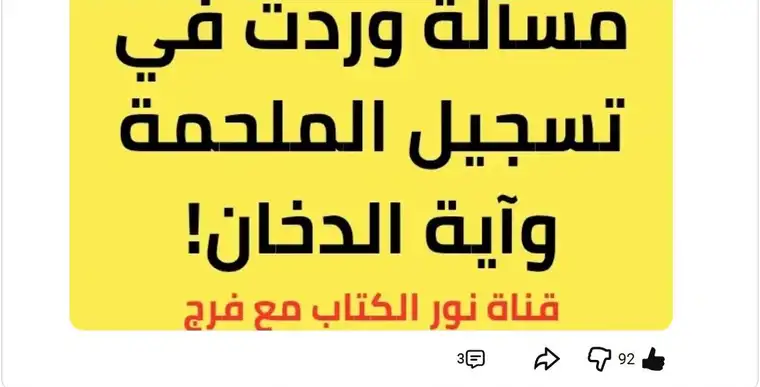 مسألة وردت في
تسجيل الملحمة
وآية الدخان!
قناة نور الكتاب مع فرج
92
3